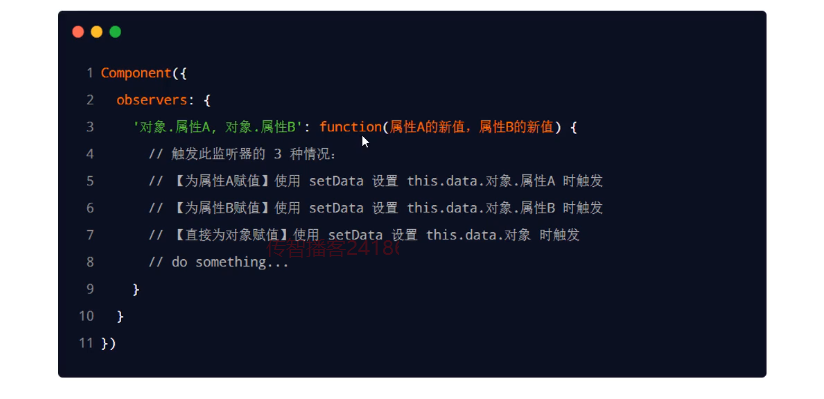 1 Component({
2 observers: {
3 '对象.属性A, 对象.属性B': function(属性A的新值, 属性B的新值) {
4 // 触发此监听器的 3 种情况:
5 // 【为属性A赋值】使用 setData 设置 this.data.对象.属性A 时触发
6 // 【为属性B赋值】使用 setData 设置 this.data.对象.属性B 时触发
7 // 【直接为对象赋值】使用 setData 设置 this.data.对象 时触发
传智播客24186
8 // do something...
9 }
10 }
11 })